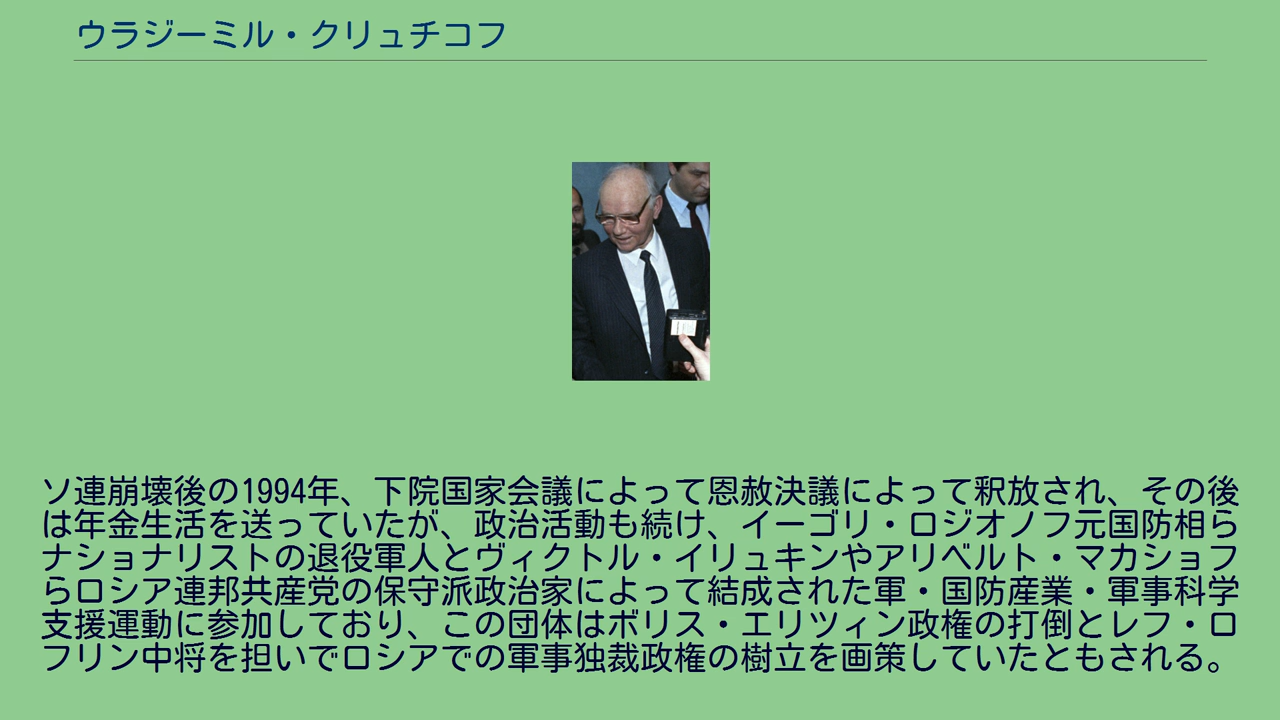 ウラジーミル・クリュチコフ
ソ連崩壊後の1994年、下院国家会議によって恩赦決議によって釈放され、その後
は年金生活を送っていたが、政治活動も続け、イーゴリ・ロジオノフ元国防相ら
ナショナリストの退役軍人とヴィクトル・イリュキンやアリベルト・マカショフ
らロシア連邦共産党の保守派政治家によって結成された軍・国防産業・軍事科学
支援運動に参加しており、この団体はボリス・エリツィン政権の打倒とレフ・ロ
フリン中将を担いでロシアでの軍事独裁政権の樹立を画策していたともされる。